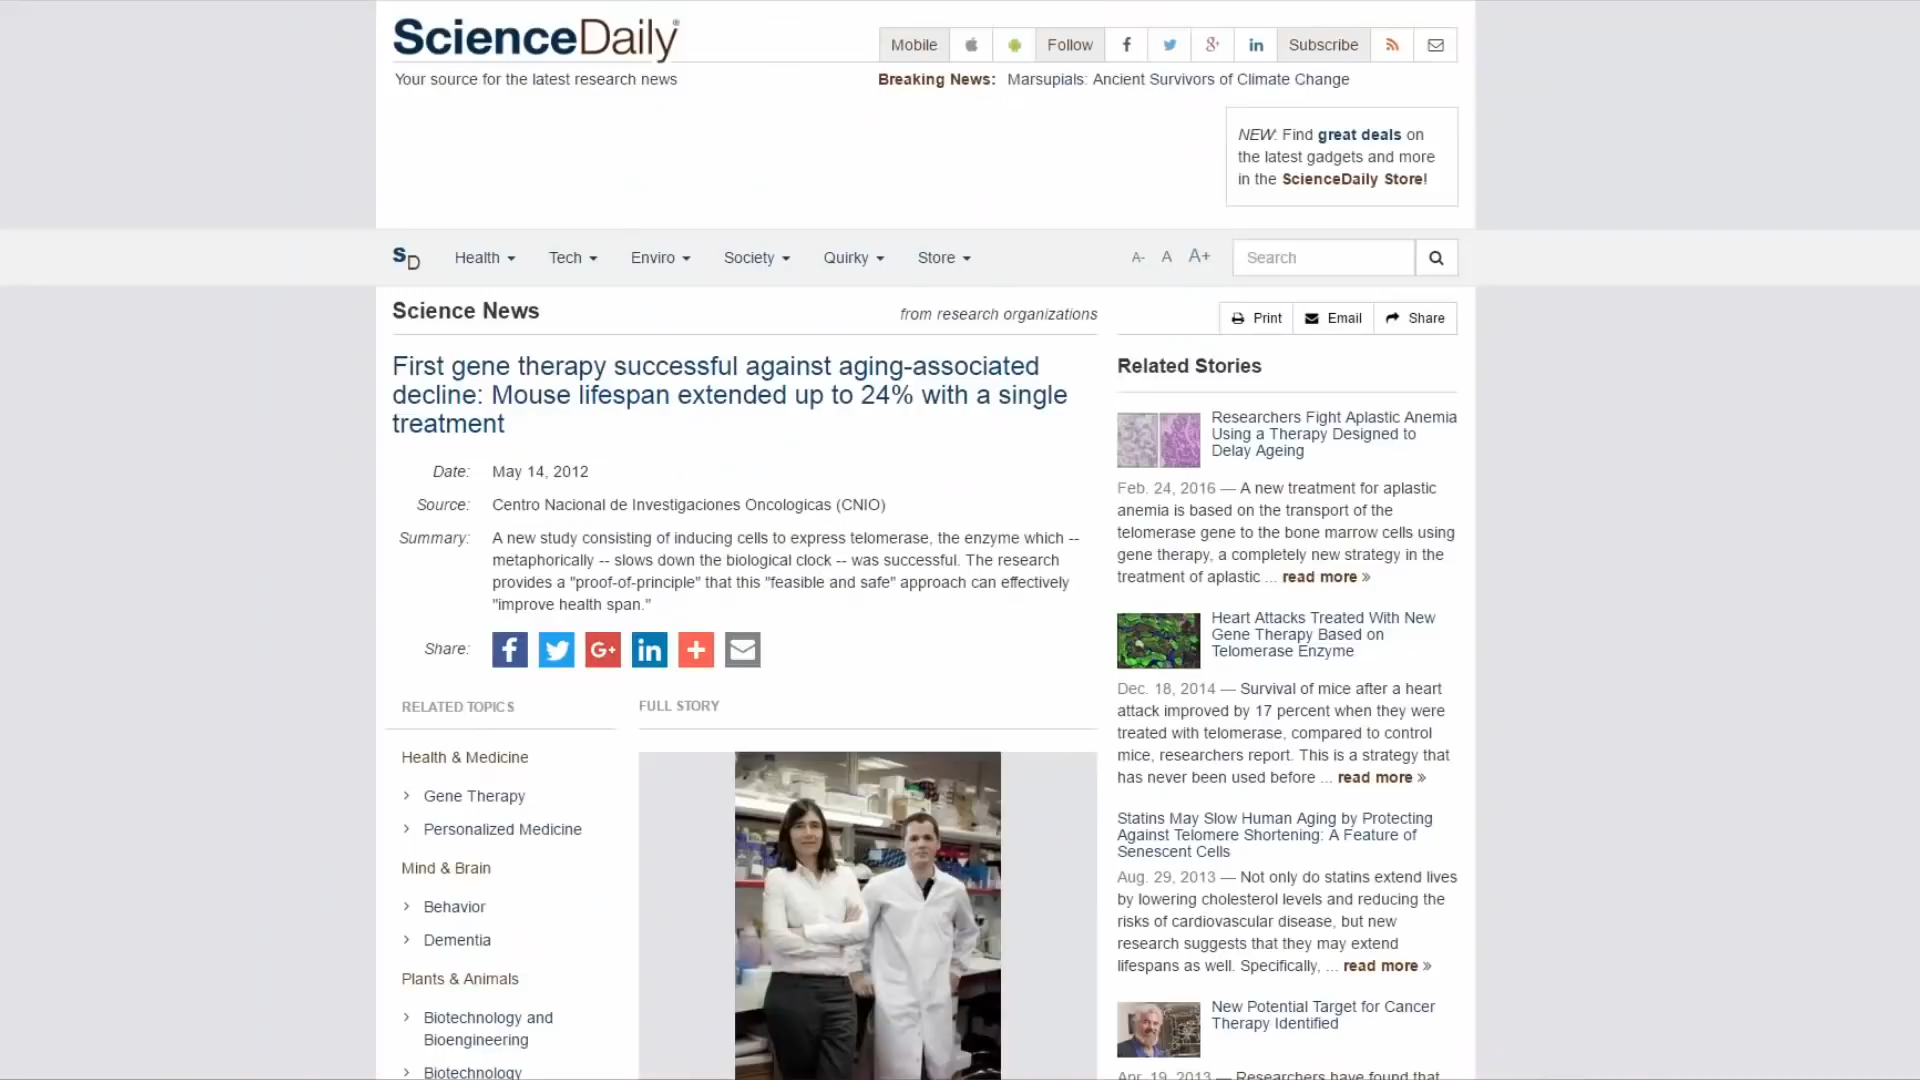 ScienceDaily
Your source for the latest research news
Mobile Follow Subscribe
Breaking News: Marsupials: Ancient Survivors of Climate Change
NEW: Find great deals on
the latest gadgets and more
in the ScienceDaily Store!
SD Health Tech Enviro Society Quirky Store A- A A+ Search
Science News
from research organizations
Print Email Share
First gene therapy successful against aging-associated
decline: Mouse lifespan extended up to 24% with a single
treatment
Date: May 14, 2012
Source: Centro Nacional de Investigaciones Oncologicas (CNIO)
Summary: A new study consisting of inducing cells to express telomerase, the enzyme which --
metaphorically -- slows down the biological clock -- was successful. The research
provides a "proof-of-principle" that this "feasible and safe" approach can effectively
"improve health span."
Share: f G+ in +
RELATED TOPICS
Health & Medicine
> Gene Therapy
> Personalized Medicine
Mind & Brain
> Behavior
> Dementia
Plants & Animals
> Biotechnology and
Bioengineering
> Biotechnology
FULL STORY
Related Stories
Researchers Fight Aplastic Anemia
Using a Therapy Designed to
Delay Ageing
Feb. 24, 2016 — A new treatment for aplastic
anemia is based on the transport of the
telomerase gene to the bone marrow cells using
gene therapy, a completely new strategy in the
treatment of aplastic ... read more »
Heart Attacks Treated With New
Gene Therapy Based on
Telomerase Enzyme
Dec. 18, 2014 — Survival of mice after a heart
attack improved by 17 percent when they were
treated with telomerase, compared to control
mice, researchers report. This is a strategy that
has never been used before ... read more »
Statins May Slow Human Aging by Protecting
Against Telomere Shortening: A Feature of
Senescent Cells
Aug. 29, 2013 — Not only do statins extend lives
by lowering cholesterol levels and reducing the
risks of cardiovascular disease, but new
research suggests that they may extend
lifespans as well. Specifically, ... read more »
New Potential Target for Cancer
Therapy Identified
Apr. 19, 2013 — Researchers have found that